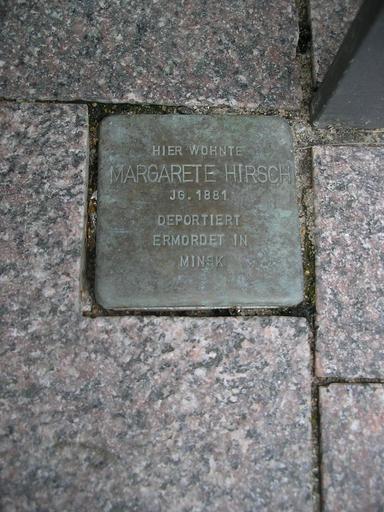 HIER WOHNTE
MARGARETE HIRSCH
JG. 1881
DEPORTIERT
ERMORDET IN
MINSK